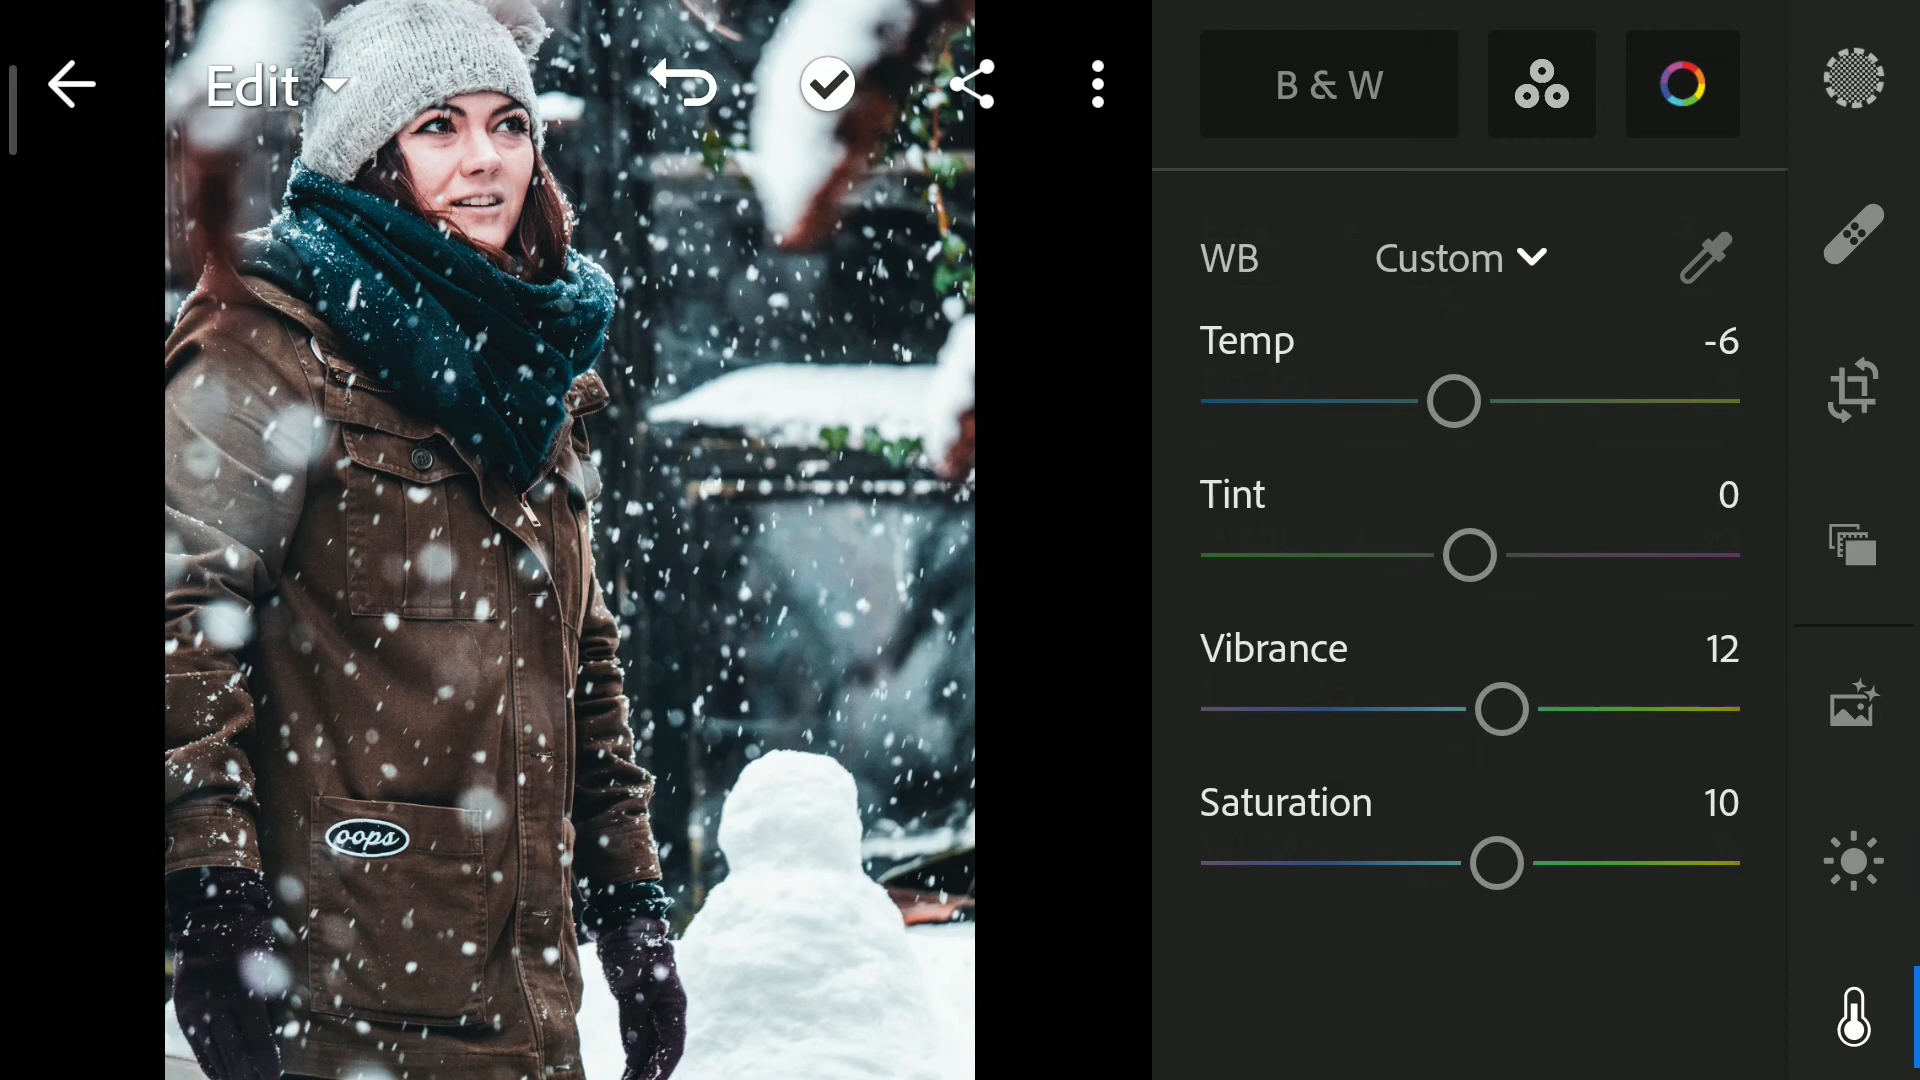 Edit
B & W
WB Custom
Temp -6
Tint 0
Vibrance 12
Saturation 10
oops